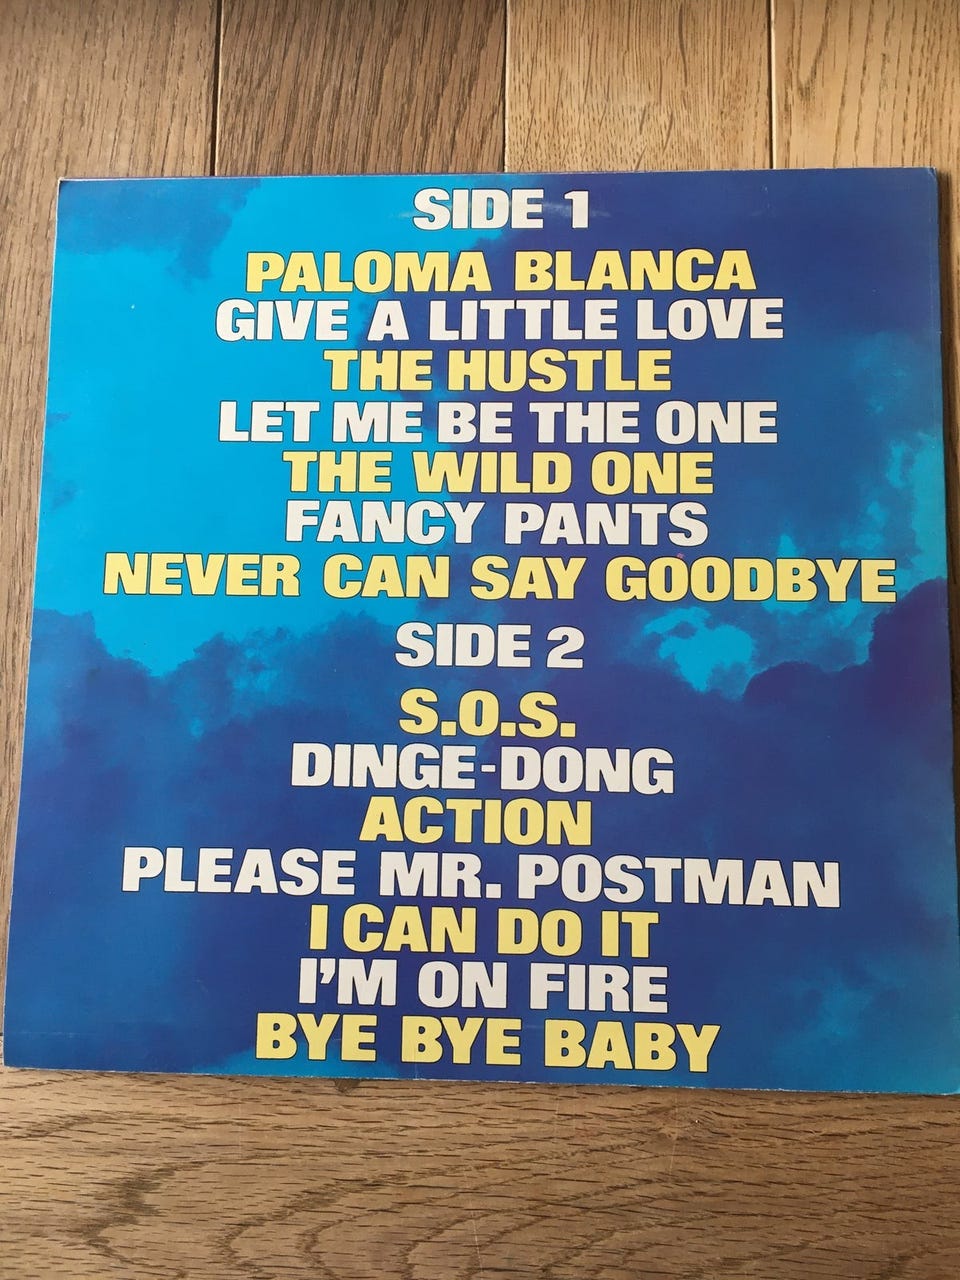 SIDE 1
PALOMA BLANCA
GIVE A LITTLE LOVE
THE HUSTLE
LET ME BE THE ONE
THE WILD ONE
FANCY PANTS
NEVER CAN SAY GOODBYE
SIDE 2
S.O.S.
DINGE-DONG
ACTION
PLEASE MR. POSTMAN
I CAN DO IT
I'M ON FIRE
BYE BYE BABY